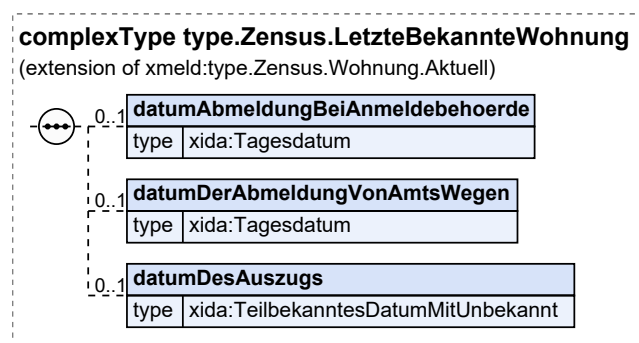 complexType type.Zensus.LetzteBekannteWohnung
(extension of xmeld:type.Zensus.Wohnung.Aktuell)
0..1 datumAbmeldungBeiAnmeldebehoerde
type xida:Tagesdatum
0..1 datumDerAbmeldungVonAmtsWegen
type xida:Tagesdatum
0..1 datumDesAuszugs
type xida:TeilbekanntesDatumMitUnbekannt